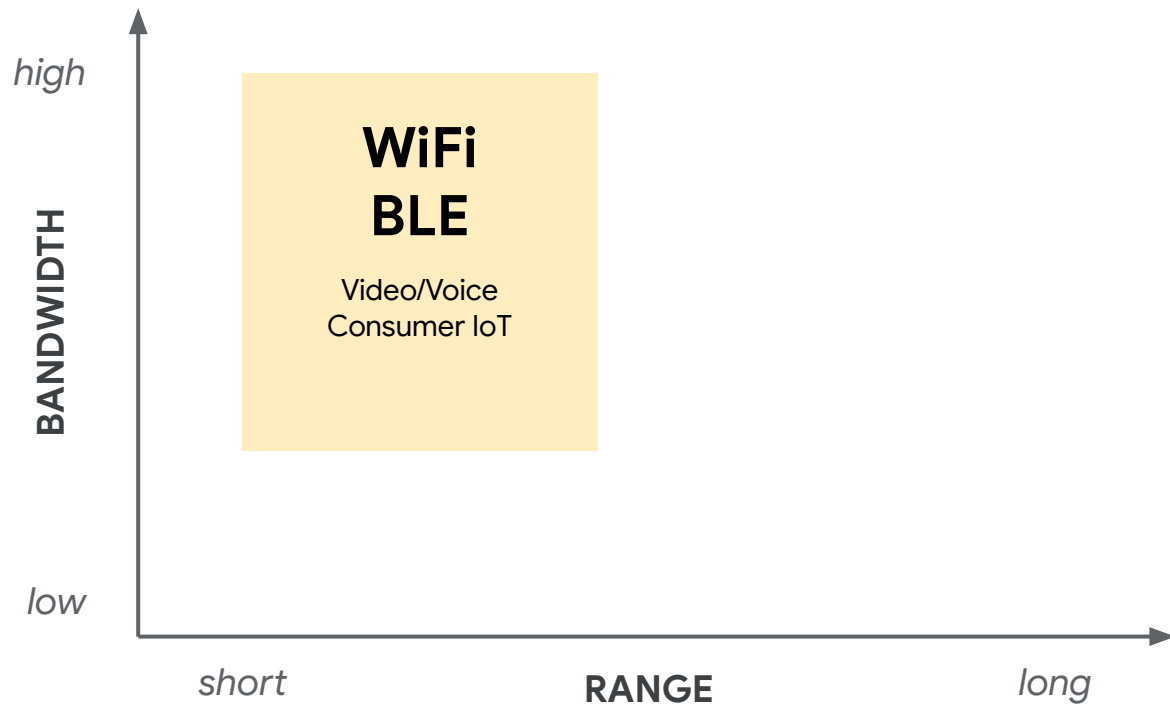 high
BANDWIDTH
low
WiFi
BLE
Video/Voice
Consumer IoT
short
RANGE
long